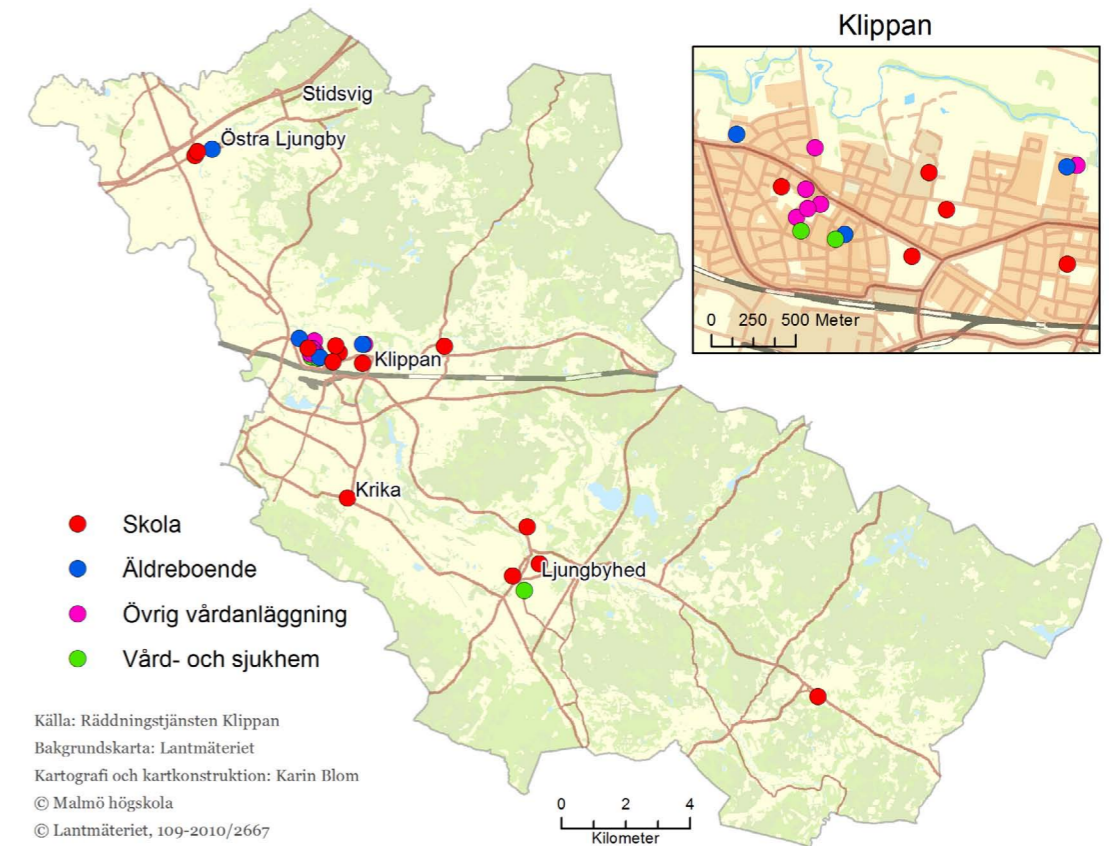 Klippan
Stidsvig
Östra Ljungby
0 250 500 Meter
Klippan
Krika
Ljungbyhed
Skola
Äldreboende
Övrig vårdanläggning
Vård- och sjukhem
Källa: Räddningstjänsten Klippan
Bakgrundskarta: Lantmäteriet
Kartografi och kartkonstruktion: Karin Blom
© Malmö högskola
© Lantmäteriet, 109-2010/2667
0 2 4
Kilometer